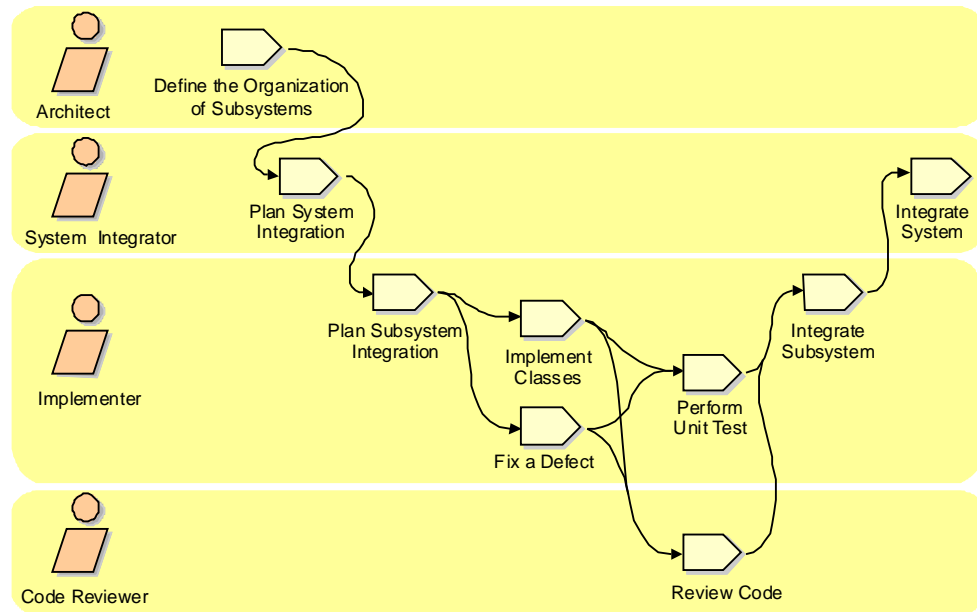 Define the Organization
of Subsystems
Architect
Plan System
Integration
Integrate
System
System Integrator
Plan Subsystem
Integration
Implement
Classes
Integrate
Subsystem
Implementer
Perform
Unit Test
Fix a Defect
Code Reviewer
Review Code